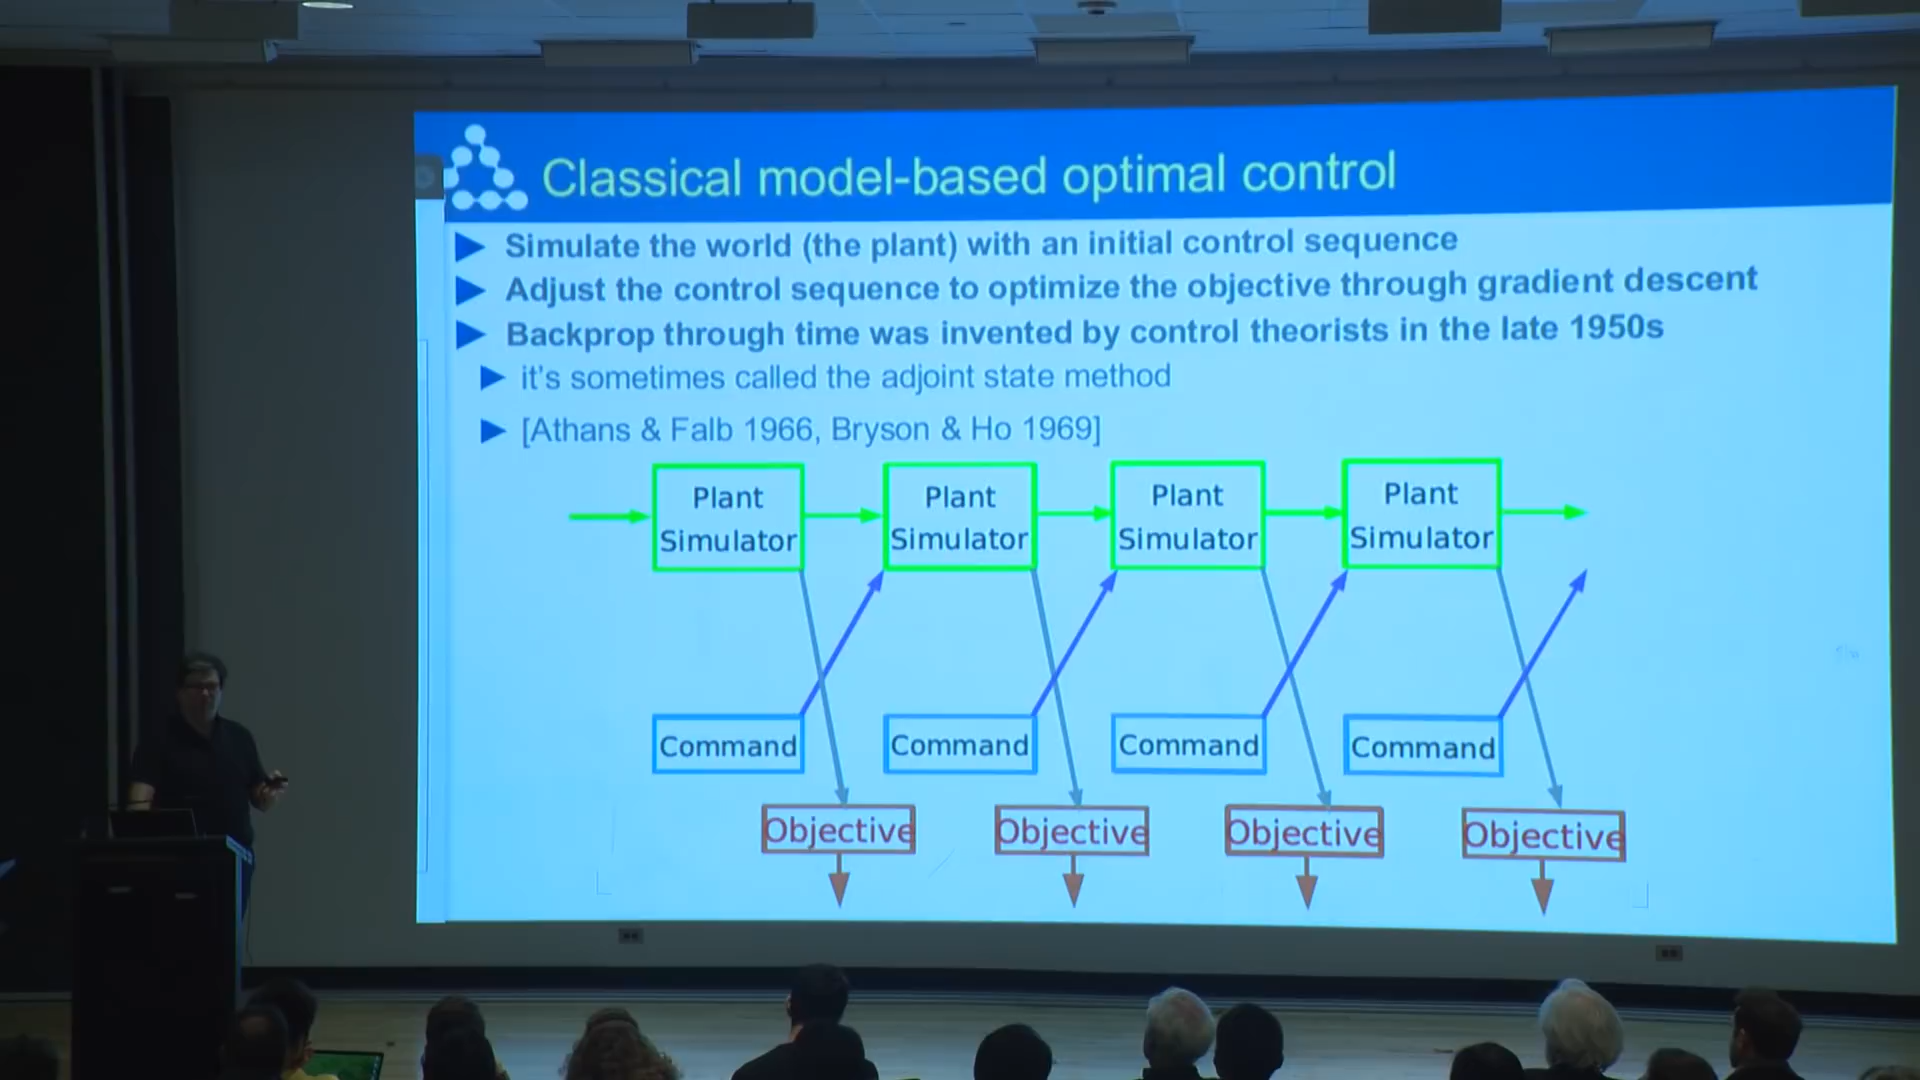 Classical model-based optimal control
Simulate the world (the plant) with an initial control sequence
Adjust the control sequence to optimize the objective through gradient descent
Backprop through time was invented by control theorists in the late 1950s
it's sometimes called the adjoint state method
[Athans & Falb 1966, Bryson & Ho 1969]
Plant
Simulator
Plant
Simulator
Plant
Simulator
Plant
Simulator
Command
Command
Command
Command
Objective
Objective
Objective
Objective